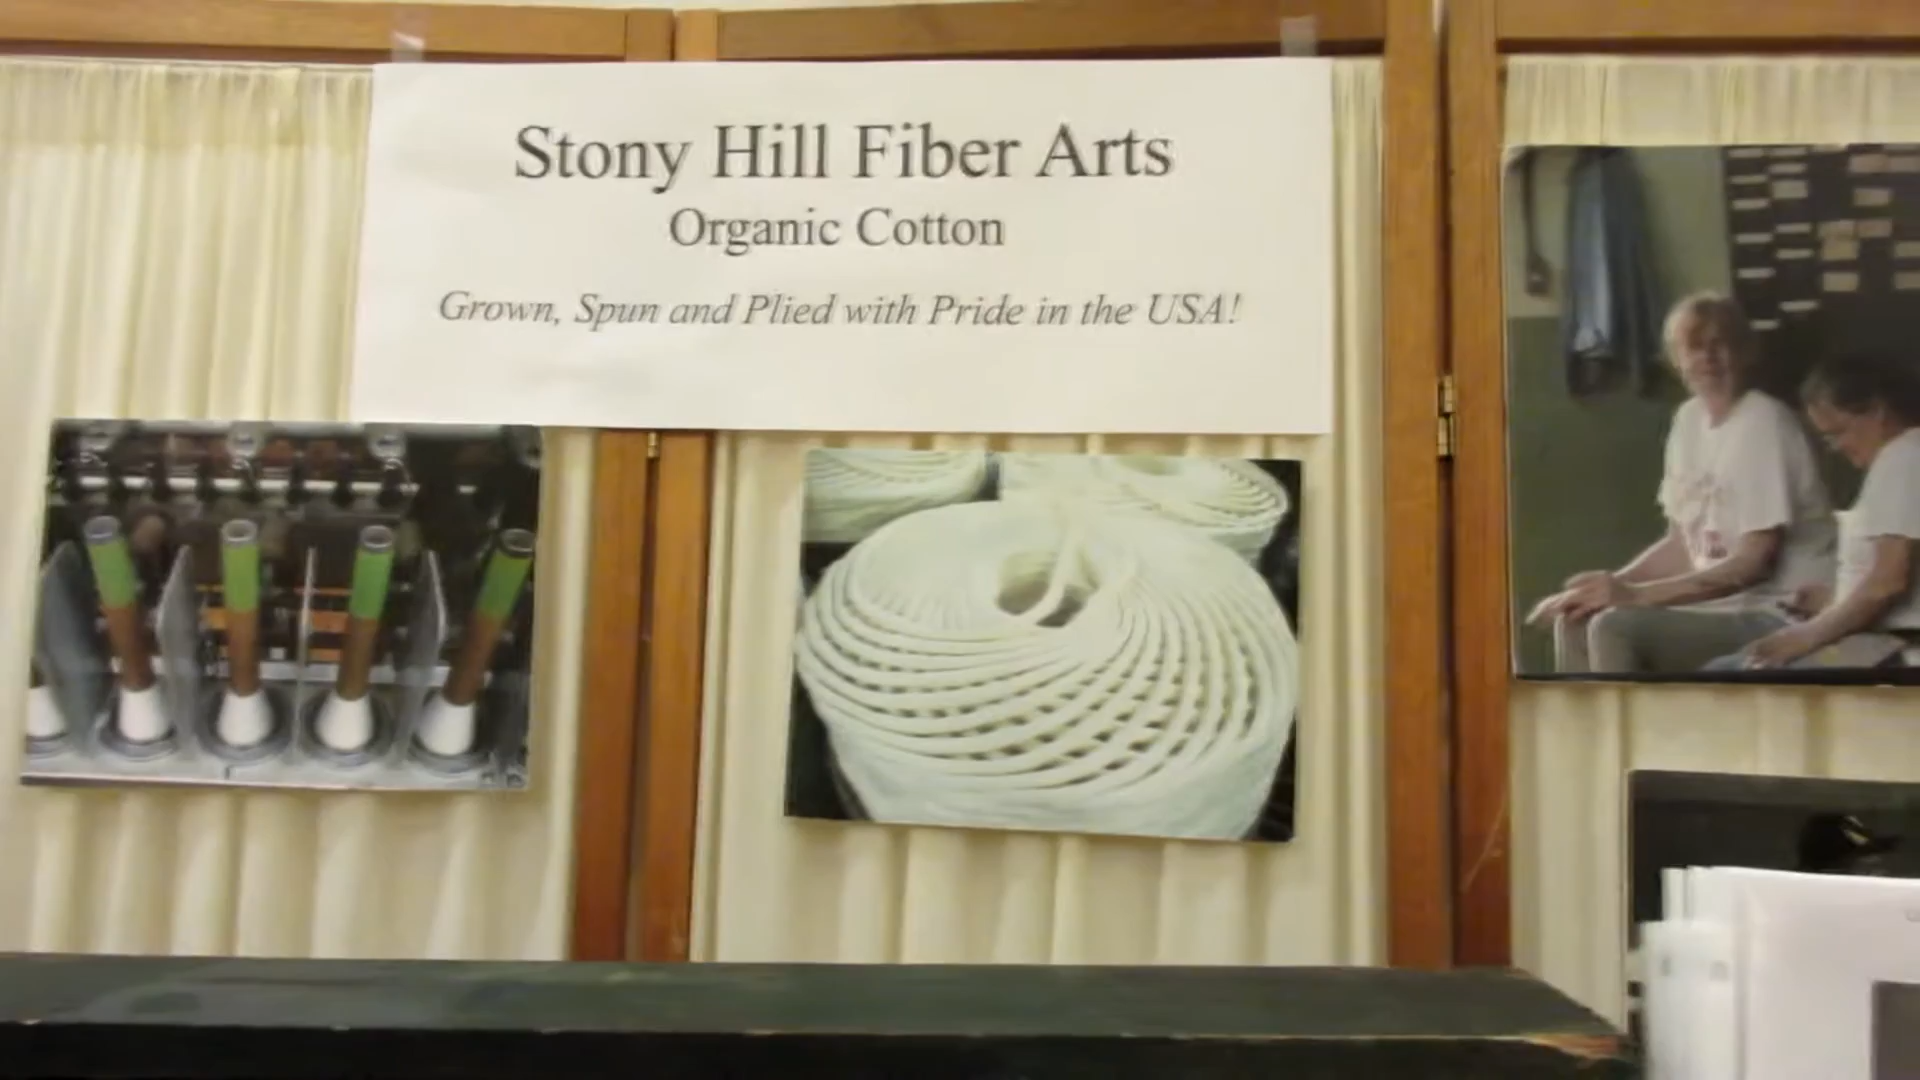 Stony Hill Fiber Arts
Organic Cotton
Grown, Spun and Plied with Pride in the USA!